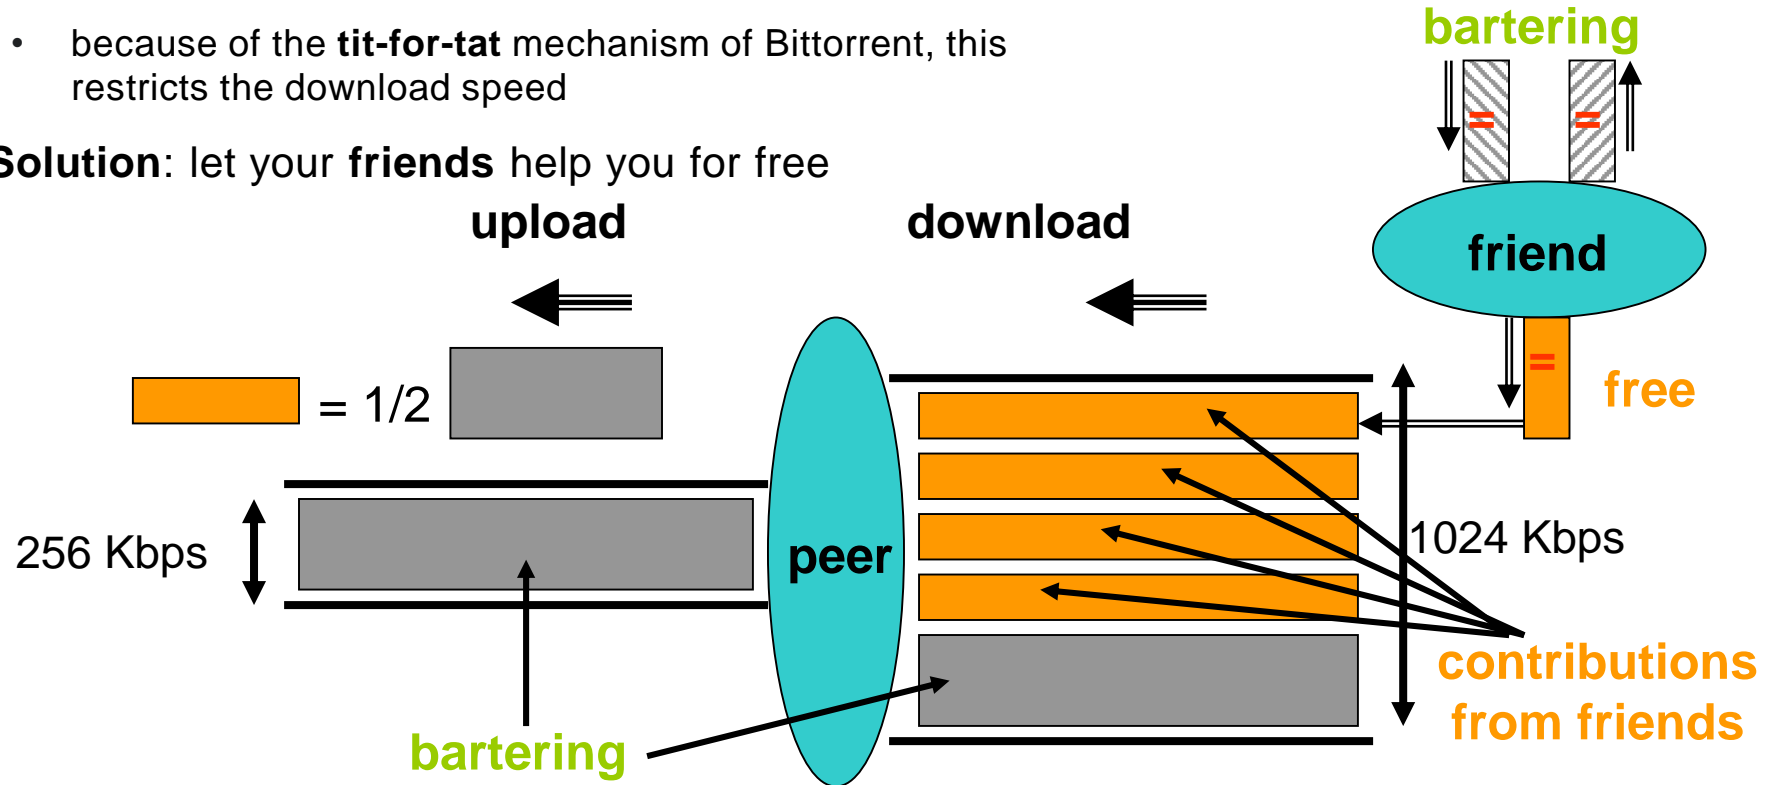 bartering
• because of the tit-for-tat mechanism of Bittorrent, this
restricts the download speed
= =
Solution: let your friends help you for free
upload download
friend
=
free
= 1/2
256 Kbps
peer
1024 Kbps
contributions
from friends
bartering